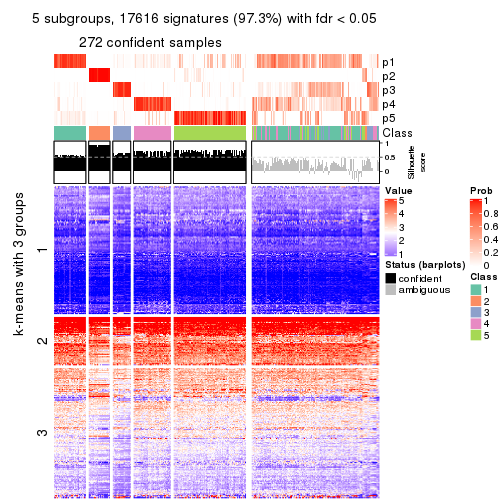 5 subgroups, 17616 signatures (97.3%) with fdr < 0.05
272 confident samples
p1
p2
p3
p4
p5
Class
1
0.5
0
Silhouette
score
k-means with 3 groups
1
2
3
Value
5
4
3
2
1
Status (barplots)
confident
ambiguous
Prob
1
0.8
0.6
0.4
0.2
0
Class
1
2
3
4
5